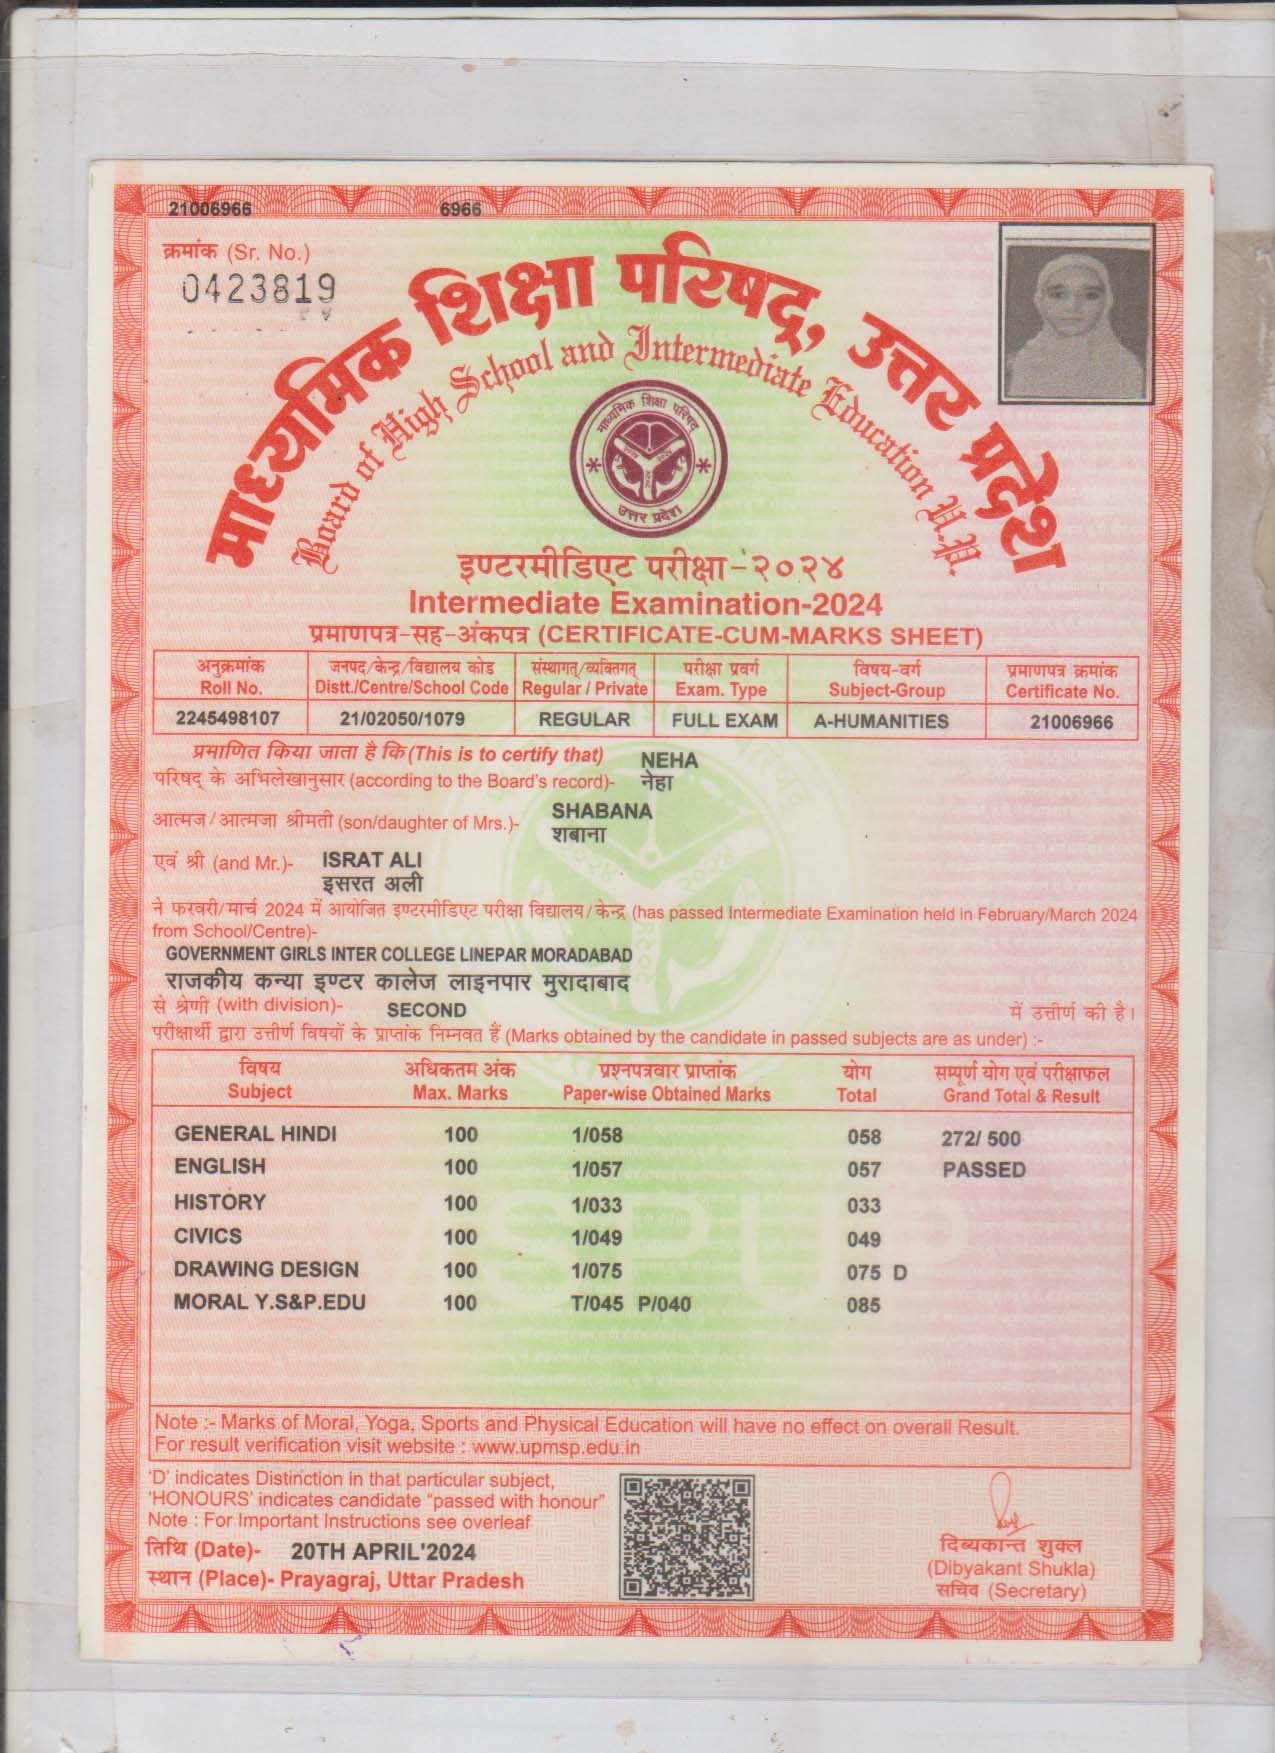 21006966 6966
क्रमांक (Sr. No.)
0423819
माध्यमिक शिक्षा परिषद्, उत्तर प्रदेश
Board of High School and Intermediate Education U.P.
माध्यमिक शिक्षा परिषद्
उत्तर प्रदेश
इण्टरमीडिएट परीक्षा-२०२४
Intermediate Examination-2024
प्रमाणपत्र-सह-अंकपत्र (CERTIFICATE-CUM-MARKS SHEET)
अनुक्रमांक जनपद/केन्द्र/विद्यालय कोड संस्थागत/व्यक्तिगत परीक्षा प्रवर्ग विषय-वर्ग प्रमाणपत्र क्रमांक
Roll No. Distt./Centre/School Code Regular / Private Exam. Type Subject-Group Certificate No.
2245498107 21/02050/1079 REGULAR FULL EXAM A-HUMANITIES 21006966
प्रमाणित किया जाता है कि (This is to certify that) NEHA
परिषद् के अभिलेखानुसार (according to the Board's record)- नेहा
SHABANA
आत्मज/आत्मजा श्रीमती (son/daughter of Mrs.)- शबाना
एवं श्री (and Mr.)- ISRAT ALI
इसरत अली
ने फरवरी/मार्च 2024 में आयोजित इण्टरमीडिएट परीक्षा विद्यालय/केन्द्र (has passed Intermediate Examination held in February/March 2024
from School/Centre)-
GOVERNMENT GIRLS INTER COLLEGE LINEPAR MORADABAD
राजकीय कन्या इण्टर कालेज लाइनपार मुरादाबाद
से श्रेणी (with division)- SECOND में उत्तीर्ण की है।
परीक्षार्थी द्वारा उत्तीर्ण विषयों के प्राप्तांक निम्नवत हैं (Marks obtained by the candidate in passed subjects are as under) :-
विषय अधिकतम अंक प्रश्नपत्रवार प्राप्तांक योग सम्पूर्ण योग एवं परीक्षाफल
Subject Max. Marks Paper-wise Obtained Marks Total Grand Total & Result
GENERAL HINDI 100 1/058 058 272/ 500
ENGLISH 100 1/057 057 PASSED
HISTORY 100 1/033 033
CIVICS 100 1/049 049
DRAWING DESIGN 100 1/075 075 D
MORAL Y.S&P.EDU 100 T/045 P/040 085
Note :- Marks of Moral, Yoga, Sports and Physical Education will have no effect on overall Result.
For result verification visit website : www.upmsp.edu.in
'D' indicates Distinction in that particular subject,
'HONOURS' indicates candidate "passed with honour"
Note : For Important Instructions see overleaf
तिथि (Date)- 20TH APRIL'2024
स्थान (Place)- Prayagraj, Uttar Pradesh
दिब्यकान्त शुक्ल
(Dibyakant Shukla)
सचिव (Secretary)